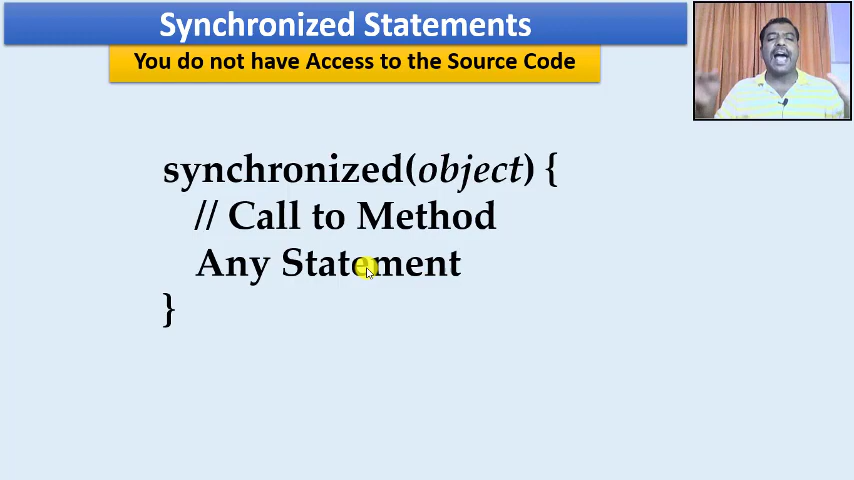 Synchronized Statements
You do not have Access to the Source Code
synchronized(object) {
// Call to Method
Any Statement
}